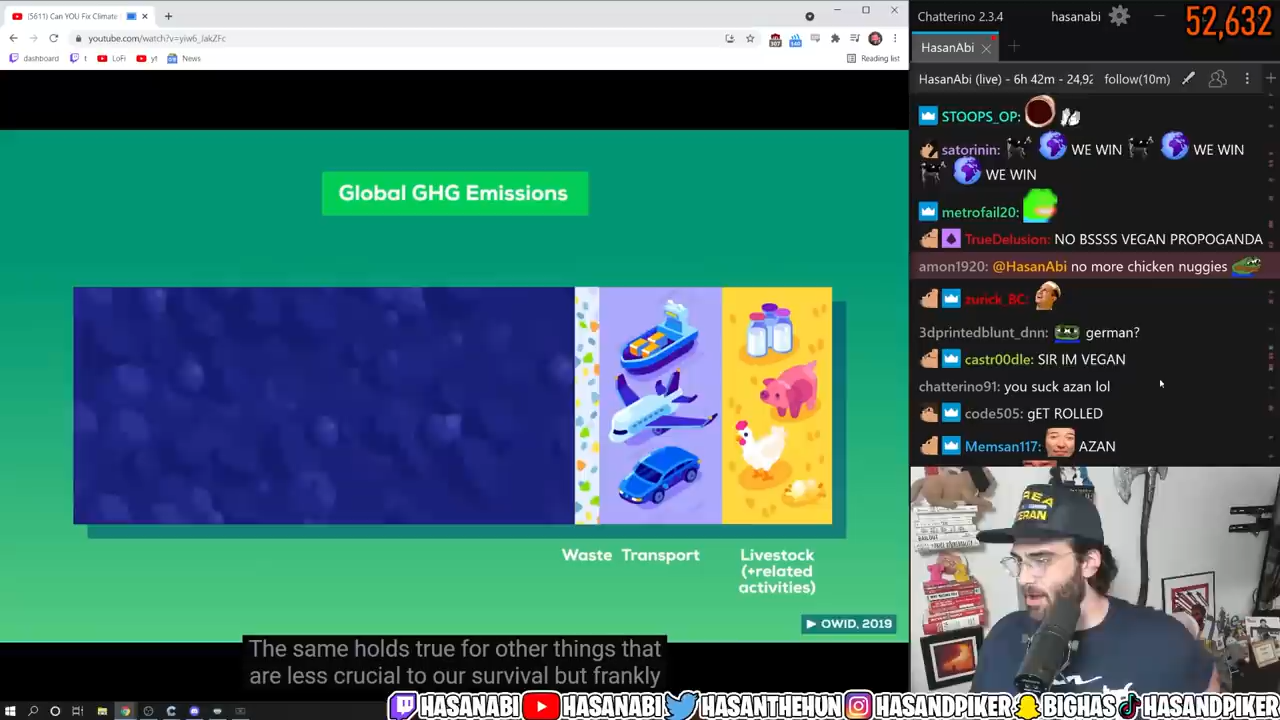 (5611) Can YOU Fix Climate
youtube.com/watch?v=yiw6_JakZFc
dashboard
t
LoFi
yt
News
Reading list
Global GHG Emissions
Waste
Transport
Livestock
(+related
activities)
▶ OWID, 2019
The same holds true for other things that
are less crucial to our survival but frankly
Chatterino 2.3.4
hasanabi
52,632
HasanAbi
HasanAbi (live) - 6h 42m - 24,92
follow(10m)
STOOPS_OP:
satorinin: WE WIN WE WIN
WE WIN
metrofail20:
TrueDelusion: NO BSSSS VEGAN PROPOGANDA
amon1920: @HasanAbi no more chicken nuggies
zurick_BC:
3dprintedblunt_dnn: german?
castr00dle: SIR IM VEGAN
chatterino91: you suck azan lol
code505: gET ROLLED
Memsan117: AZAN
HASANABI HASANABI HASANTHEHUN HASANDPIKER BIGHAS HASANDPIKER